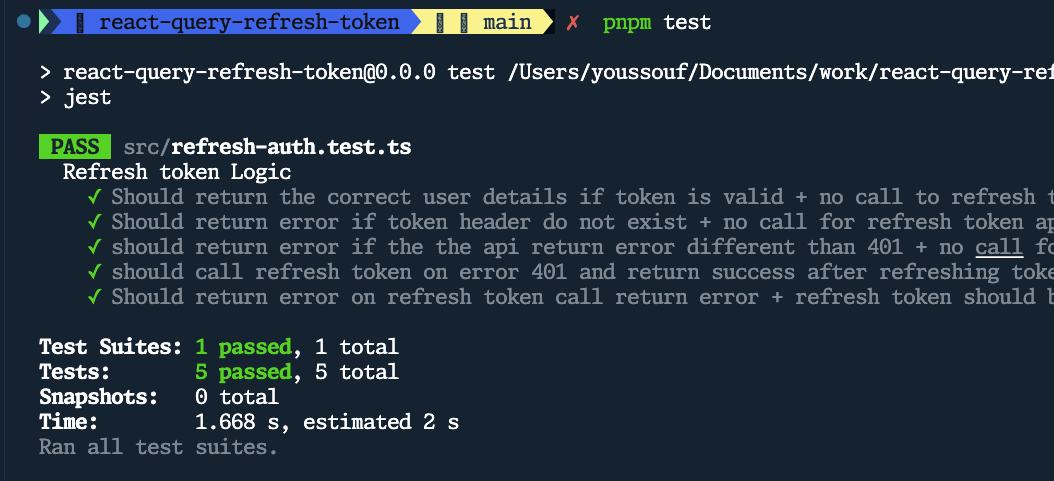 react-query-refresh-token main ✗ pnpm test
> react-query-refresh-token@0.0.0 test /Users/youssouf/Documents/work/react-query-ref
> jest
PASS src/refresh-auth.test.ts
Refresh token Logic
✓ Should return the correct user details if token is valid + no call to refresh t
✓ Should return error if token header do not exist + no call for refresh token ap
✓ should return error if the the api return error different than 401 + no call fo
✓ should call refresh token on error 401 and return success after refreshing toke
✓ Should return error on refresh token call return error + refresh token should b
Test Suites: 1 passed, 1 total
Tests: 5 passed, 5 total
Snapshots: 0 total
Time: 1.668 s, estimated 2 s
Ran all test suites.